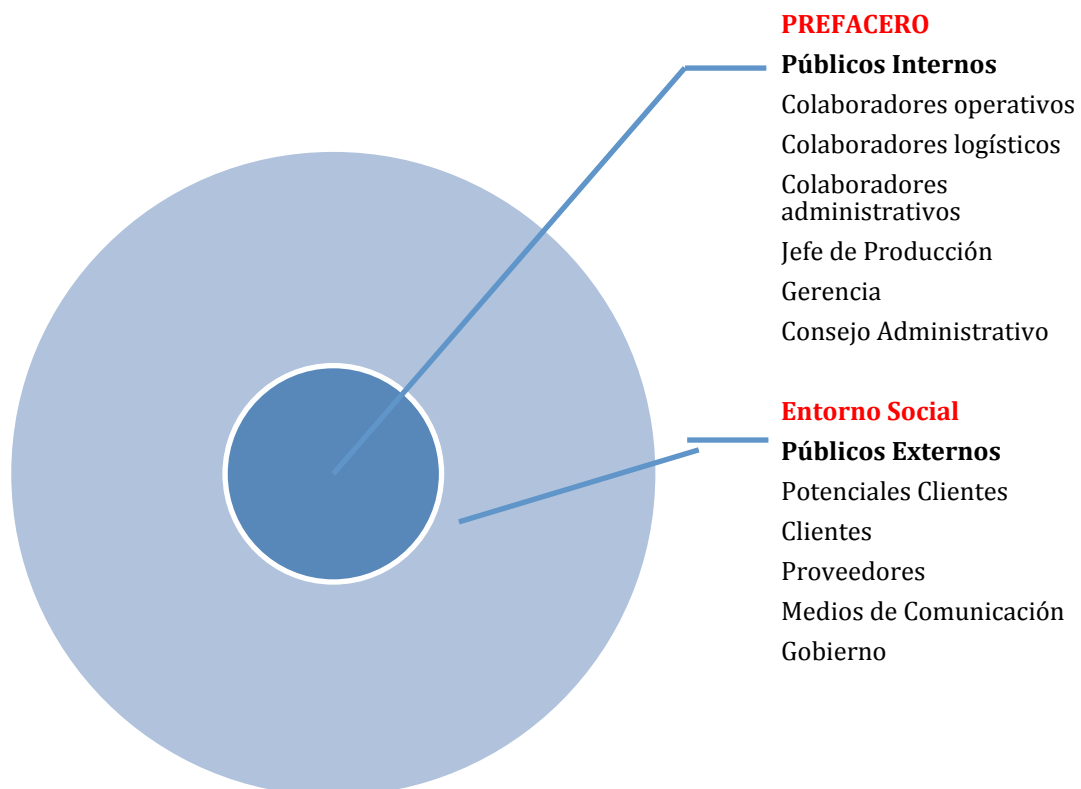 PREFACERO
Públicos Internos
Colaboradores operativos
Colaboradores logísticos
Colaboradores
administrativos
Jefe de Producción
Gerencia
Consejo Administrativo
Entorno Social
Públicos Externos
Potenciales Clientes
Clientes
Proveedores
Medios de Comunicación
Gobierno